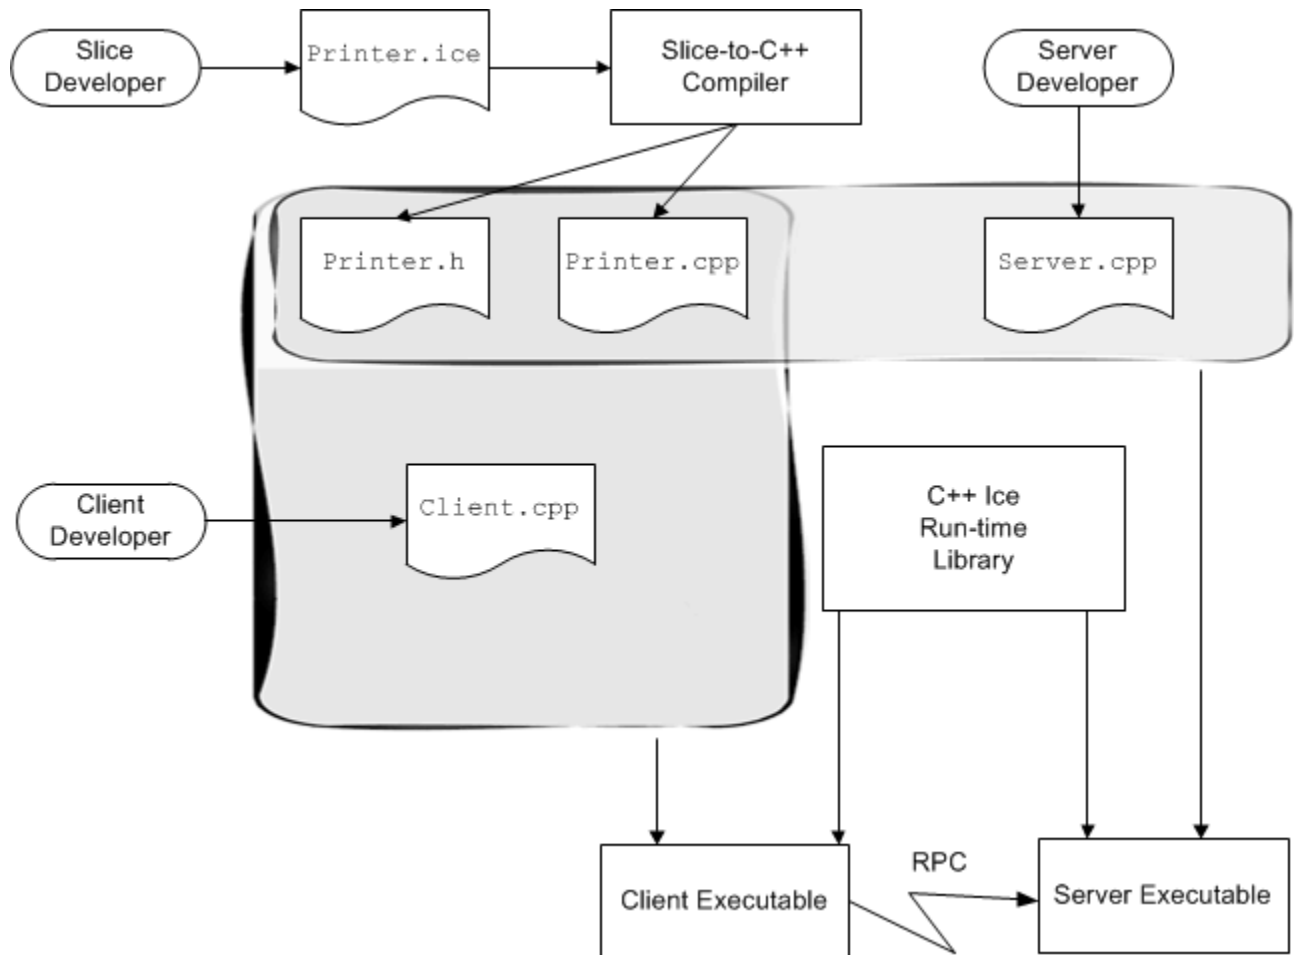 Slice
Developer
Printer.ice
Slice-to-C++
Compiler
Server
Developer
Printer.h
Printer.cpp
Server.cpp
Client
Developer
Client.cpp
C++ Ice
Run-time
Library
Client Executable
RPC
Server Executable